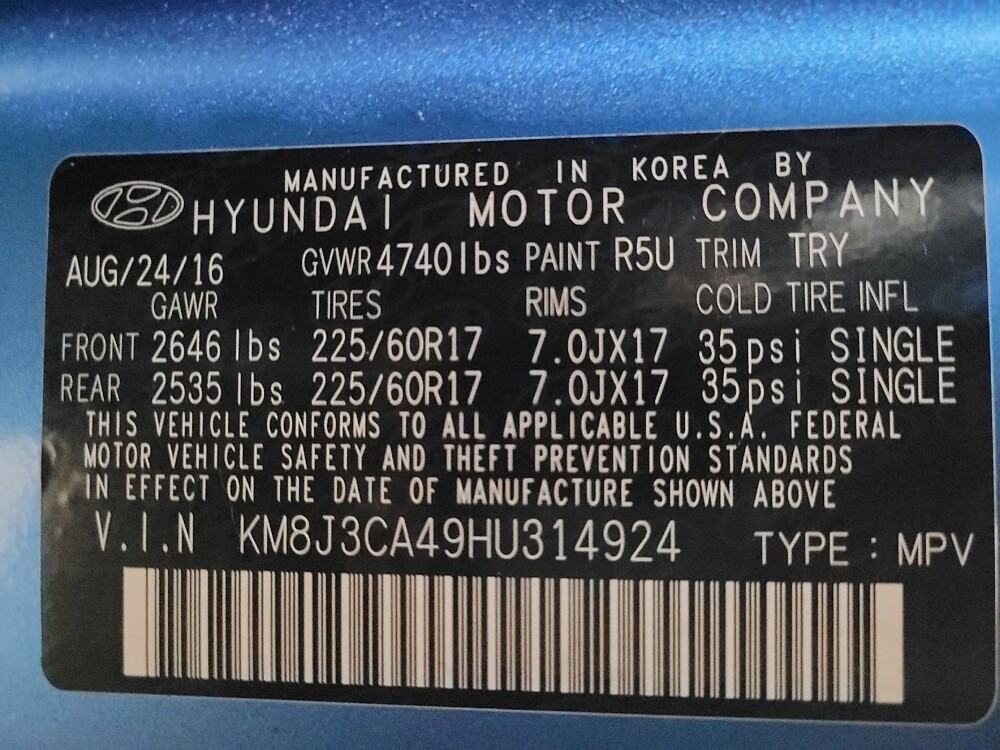 MANUFACTURED IN KOREA BY
HYUNDAI MOTOR COMPANY
AUG/24/16 GVWR 4740lbs PAINT R5U TRIM TRY
GAWR TIRES RIMS COLD TIRE INFL
FRONT 2646 lbs 225/60R17 7.0JX17 35psi SINGLE
REAR 2535 lbs 225/60R17 7.0JX17 35psi SINGLE
THIS VEHICLE CONFORMS TO ALL APPLICABLE U.S.A. FEDERAL
MOTOR VEHICLE SAFETY AND THEFT PREVENTION STANDARDS
IN EFFECT ON THE DATE OF MANUFACTURE SHOWN ABOVE
V.I.N KM8J3CA49HU314924 TYPE : MPV